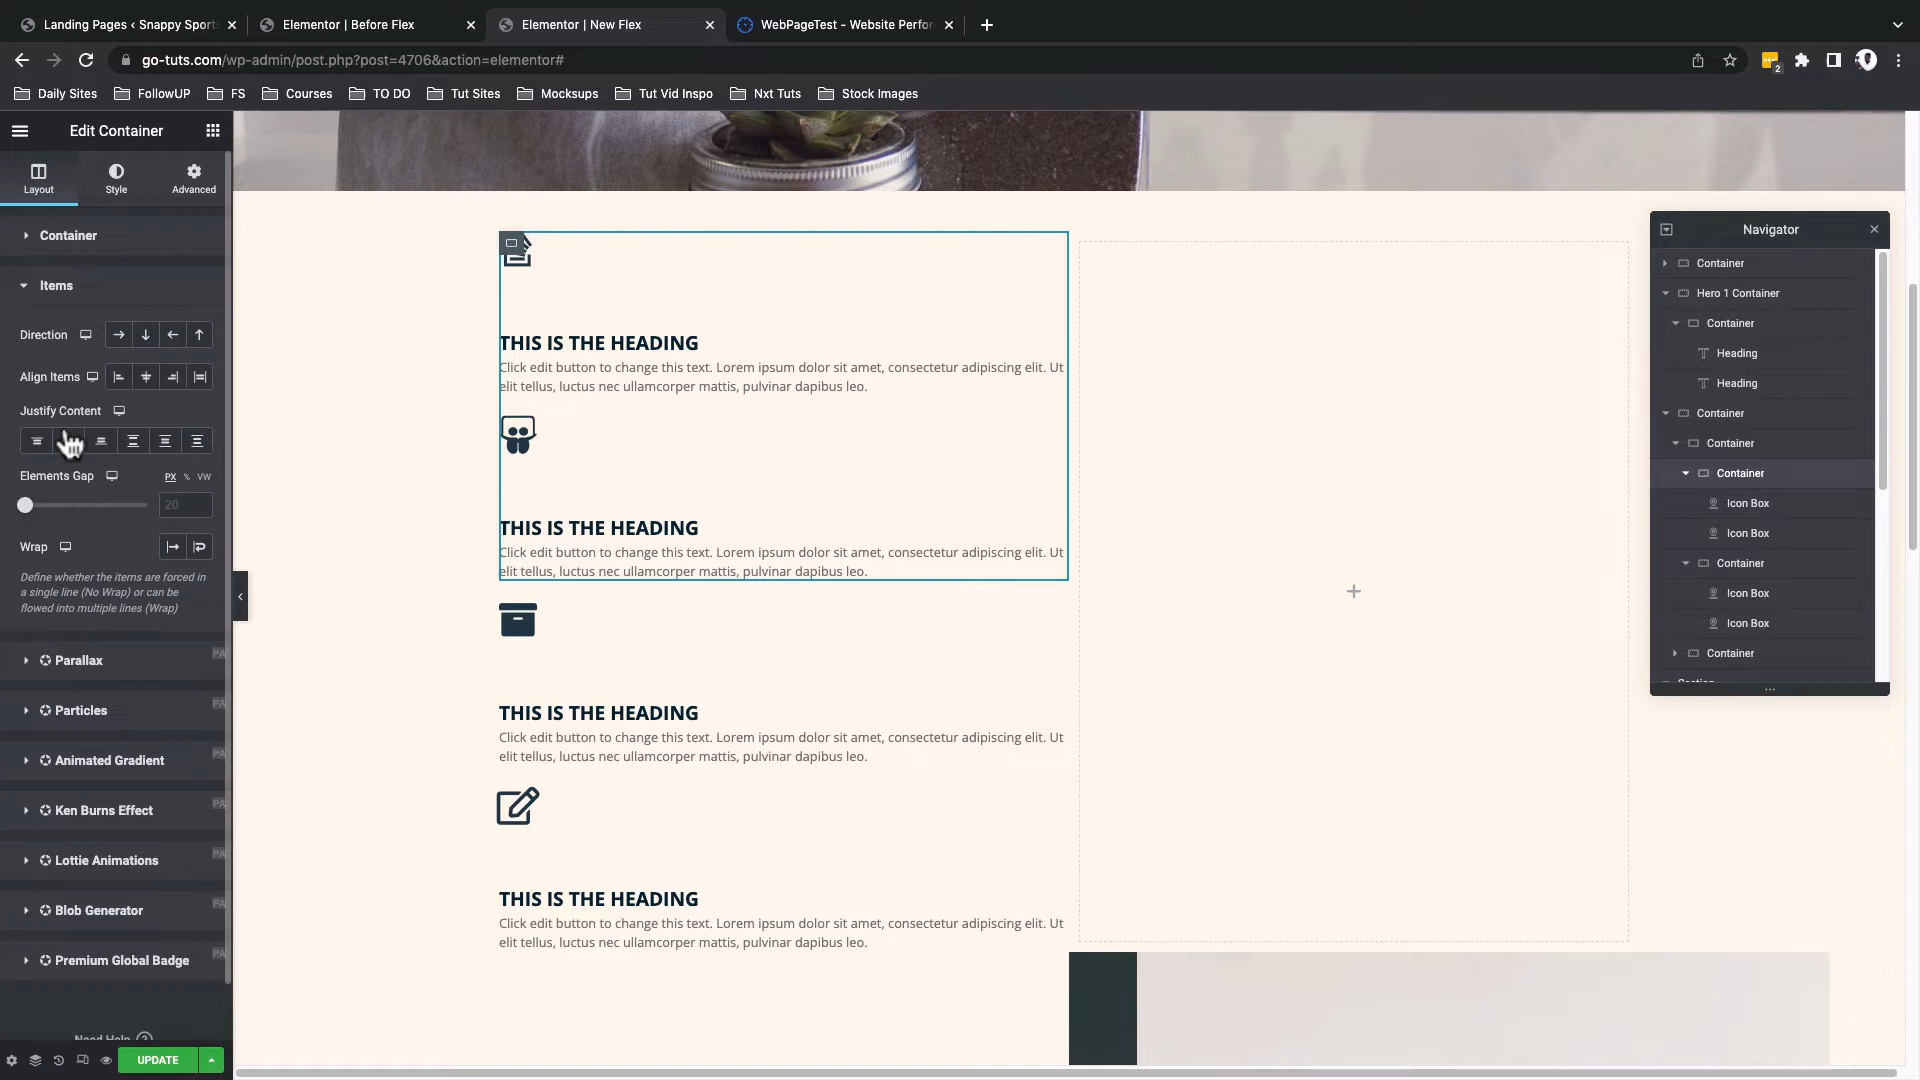 Landing Pages ‹ Snappy Sport
Elementor | Before Flex
Elementor | New Flex
WebPageTest - Website Perfor
go-tuts.com/wp-admin/post.php?post=4706&action=elementor#
2
Daily Sites
FollowUP
FS
Courses
TO DO
Tut Sites
Mocksups
Tut Vid Inspo
Nxt Tuts
Stock Images
Edit Container
Layout
Style
Advanced
Container
Items
Direction
Align Items
Justify Content
Elements Gap
PX % VW
20
Wrap
Define whether the items are forced in
a single line (No Wrap) or can be
flowed into multiple lines (Wrap)
Parallax
PA
Particles
PA
Animated Gradient
PA
Ken Burns Effect
PA
Lottie Animations
PA
Blob Generator
PA
Premium Global Badge
PA
Need Help
UPDATE
THIS IS THE HEADING
Click edit button to change this text. Lorem ipsum dolor sit amet, consectetur adipiscing elit. Ut
elit tellus, luctus nec ullamcorper mattis, pulvinar dapibus leo.
THIS IS THE HEADING
Click edit button to change this text. Lorem ipsum dolor sit amet, consectetur adipiscing elit. Ut
elit tellus, luctus nec ullamcorper mattis, pulvinar dapibus leo.
THIS IS THE HEADING
Click edit button to change this text. Lorem ipsum dolor sit amet, consectetur adipiscing elit. Ut
elit tellus, luctus nec ullamcorper mattis, pulvinar dapibus leo.
THIS IS THE HEADING
Click edit button to change this text. Lorem ipsum dolor sit amet, consectetur adipiscing elit. Ut
elit tellus, luctus nec ullamcorper mattis, pulvinar dapibus leo.
Navigator
Container
Hero 1 Container
Container
Heading
Heading
Container
Container
Container
Icon Box
Icon Box
Container
Icon Box
Icon Box
Container
Section